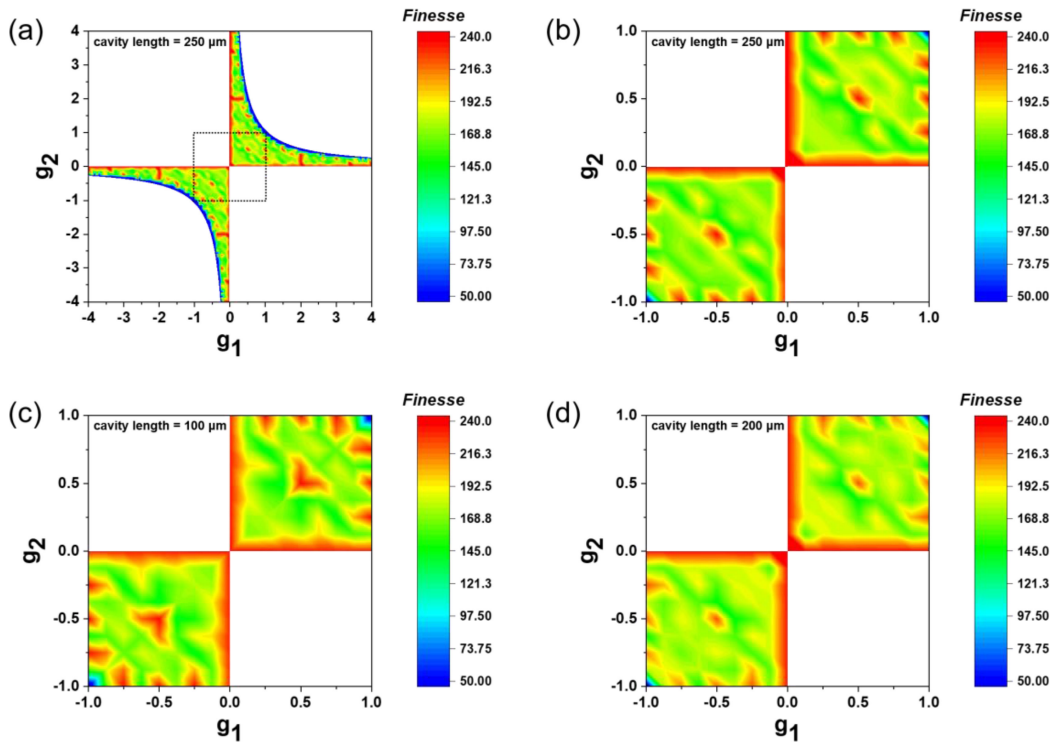 (a)
cavity length = 250 μm
4
3
2
1
0
-1
-2
-3
-4
g2
-4 -3 -2 -1 0 1 2 3 4
g1
Finesse
240.0
216.3
192.5
168.8
145.0
121.3
97.50
73.75
50.00
(b)
cavity length = 250 μm
1.0
0.5
0.0
-0.5
-1.0
g2
-1.0 -0.5 0.0 0.5 1.0
g1
Finesse
240.0
216.3
192.5
168.8
145.0
121.3
97.50
73.75
50.00
(c)
cavity length = 100 μm
1.0
0.5
0.0
-0.5
-1.0
g2
-1.0 -0.5 0.0 0.5 1.0
g1
Finesse
240.0
216.3
192.5
168.8
145.0
121.3
97.50
73.75
50.00
(d)
cavity length = 200 μm
1.0
0.5
0.0
-0.5
-1.0
g2
-1.0 -0.5 0.0 0.5 1.0
g1
Finesse
240.0
216.3
192.5
168.8
145.0
121.3
97.50
73.75
50.00